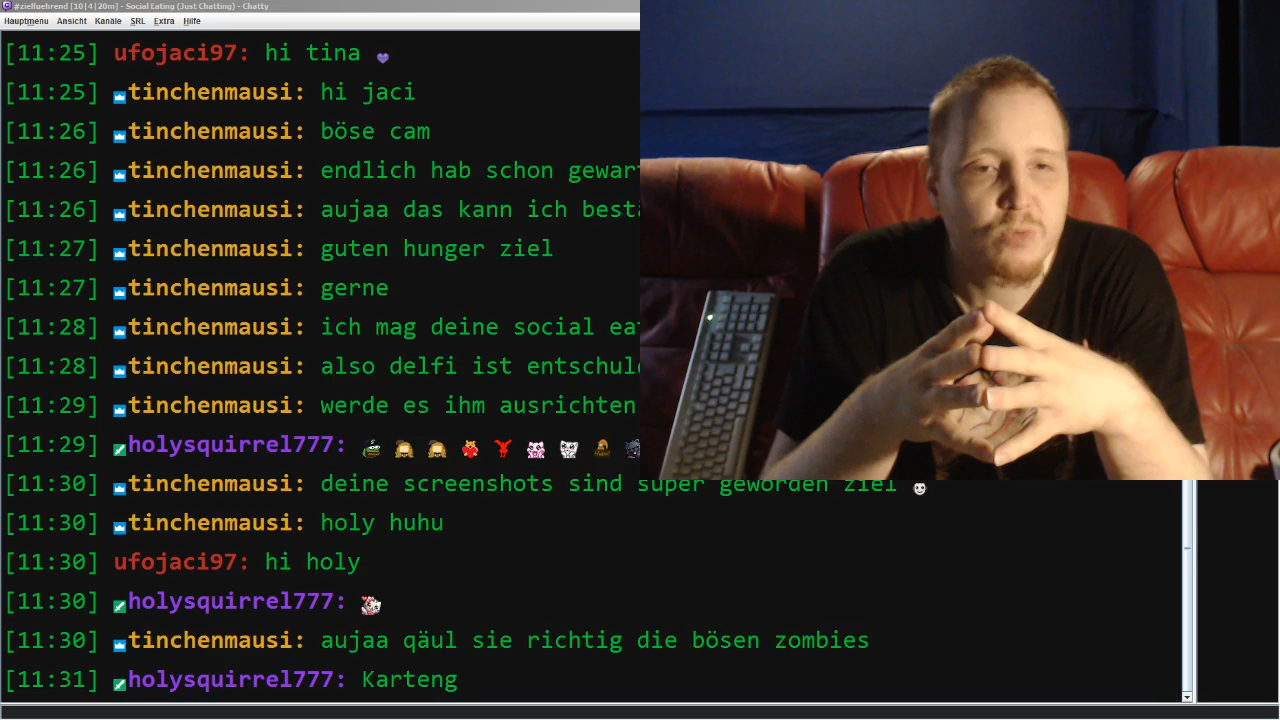 #zielfuehrend [10|4|20m] - Social Eating (Just Chatting) - Chatty
Hauptmenu Ansicht Kanäle SRL Extra Hilfe
[11:25] ufojaci97: hi tina
[11:25] tinchenmausi: hi jaci
[11:26] tinchenmausi: böse cam
[11:26] tinchenmausi: endlich hab schon gewar
[11:26] tinchenmausi: aujaa das kann ich bestä
[11:27] tinchenmausi: guten hunger ziel
[11:27] tinchenmausi: gerne
[11:28] tinchenmausi: ich mag deine social ea
[11:28] tinchenmausi: also delfi ist entschul
[11:29] tinchenmausi: werde es ihm ausrichten
[11:29] holysquirrel777:
[11:30] tinchenmausi: deine screenshots sind super geworden ziel
[11:30] tinchenmausi: holy huhu
[11:30] ufojaci97: hi holy
[11:30] holysquirrel777:
[11:30] tinchenmausi: aujaa qäul sie richtig die bösen zombies
[11:31] holysquirrel777: Karteng